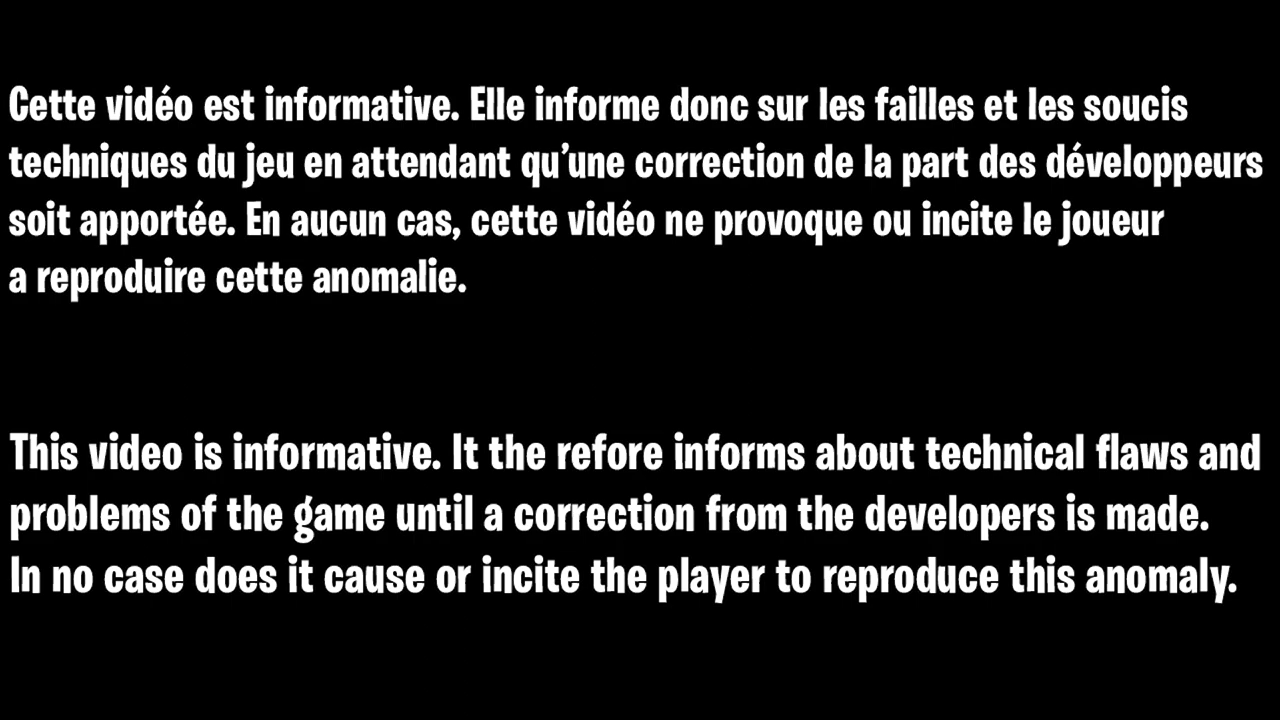 Cette vidéo est informative. Elle informe donc sur les failles et les soucis
techniques du jeu en attendant qu’une correction de la part des développeurs
soit apportée. En aucun cas, cette vidéo ne provoque ou incite le joueur
a reproduire cette anomalie.
This video is informative. It the refore informs about technical flaws and
problems of the game until a correction from the developers is made.
In no case does it cause or incite the player to reproduce this anomaly.